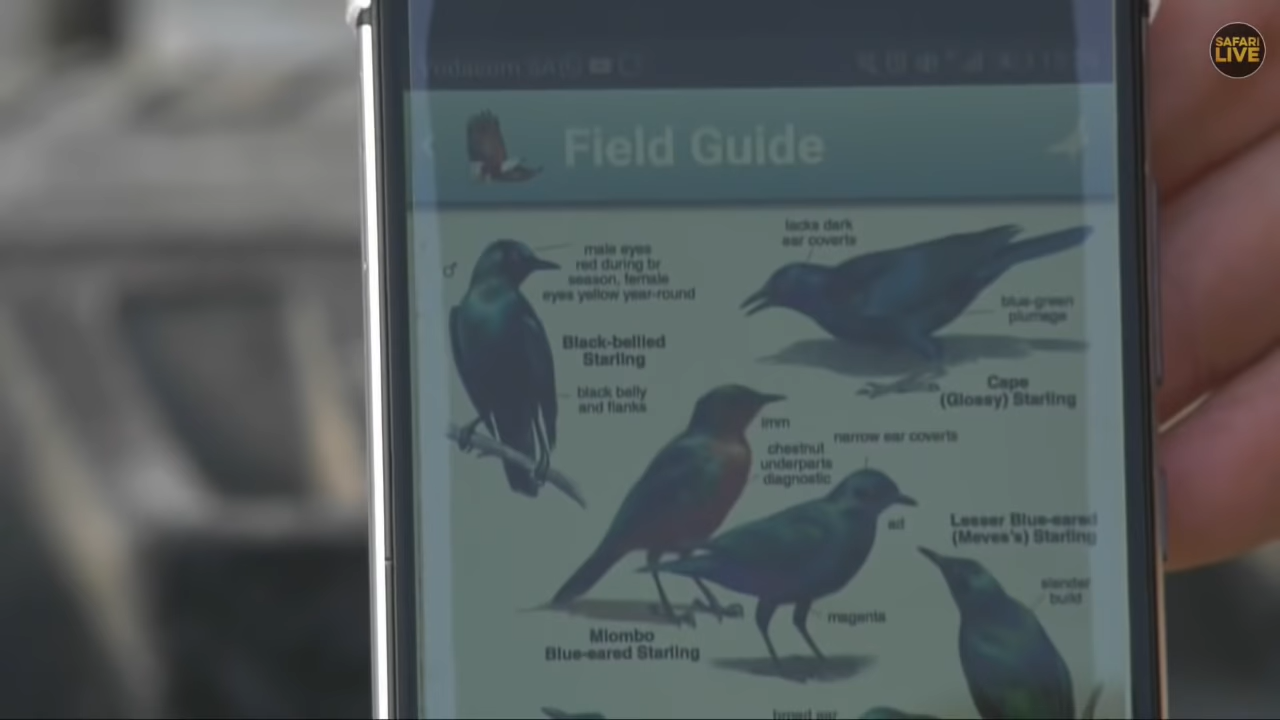 SAFARI
LIVE
Field Guide
lacks dark
ear coverts
♂
male eyes
red during br
season, female
eyes yellow year-round
blue-green
plumage
Black-bellied
Starling
Cape
(Glossy) Starling
black belly
and flanks
imm
narrow ear coverts
chestnut
underparts
diagnostic
ad
Lesser Blue-eared
(Meves's) Starling
slender
build
magenta
Miombo
Blue-eared Starling
broad ear